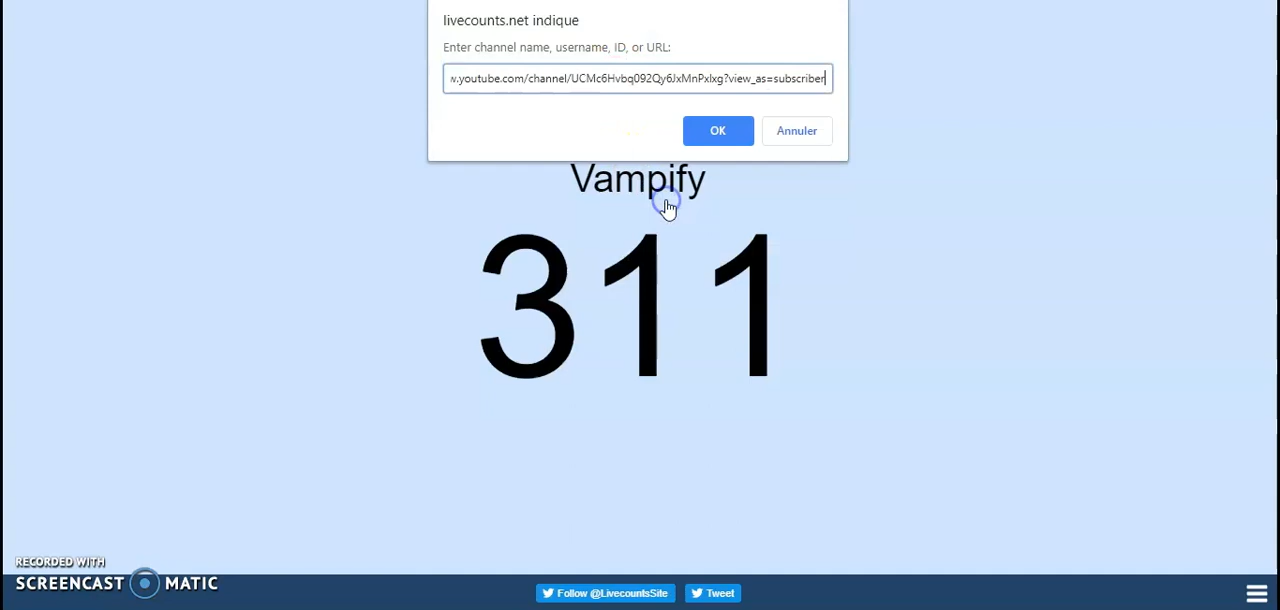 livecounts.net indique
Enter channel name, username, ID, or URL:
w.youtube.com/channel/UCMc6Hvbq092Qy6JxMnPxlxg?view_as=subscriber
OK Annuler
Vampify
311
RECORDED WITH
SCREENCAST MATIC
Follow @LivecountsSite Tweet